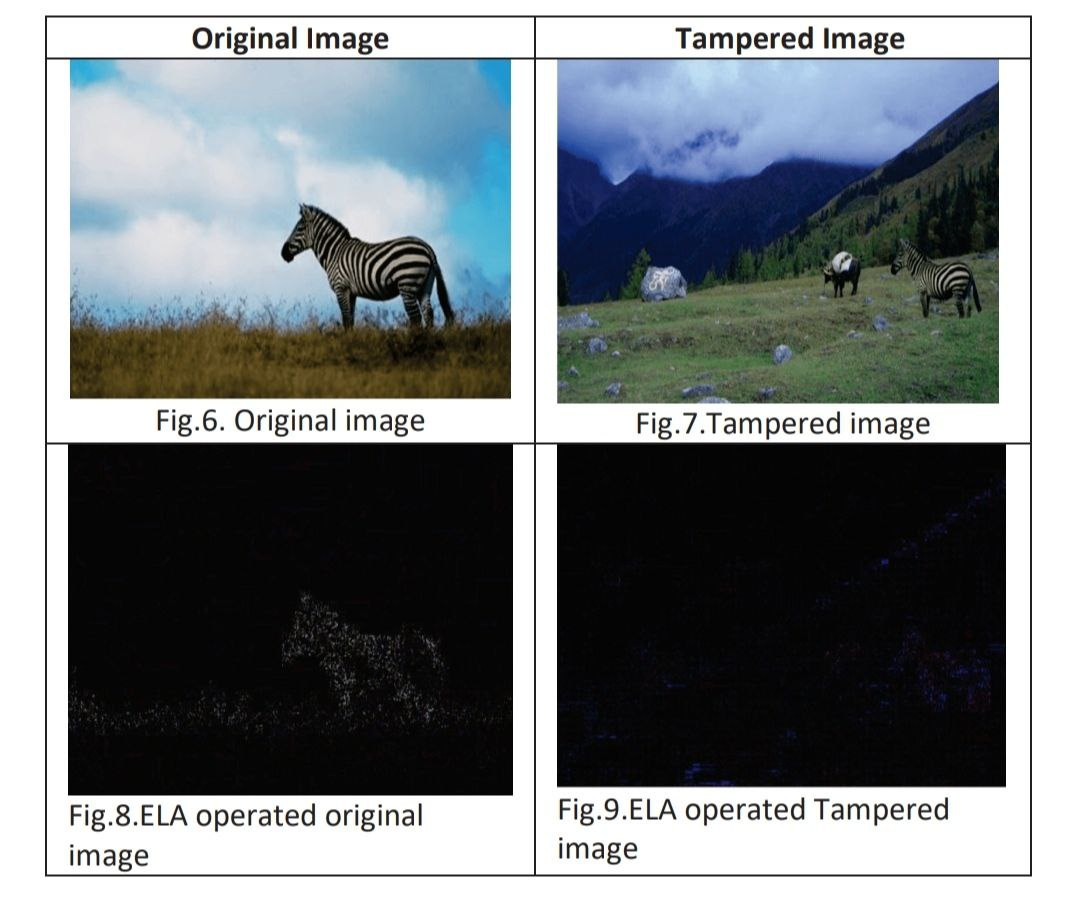 Original Image
Tampered Image
Fig.6. Original image
Fig.7.Tampered image
Fig.8.ELA operated original
image
Fig.9.ELA operated Tampered
image